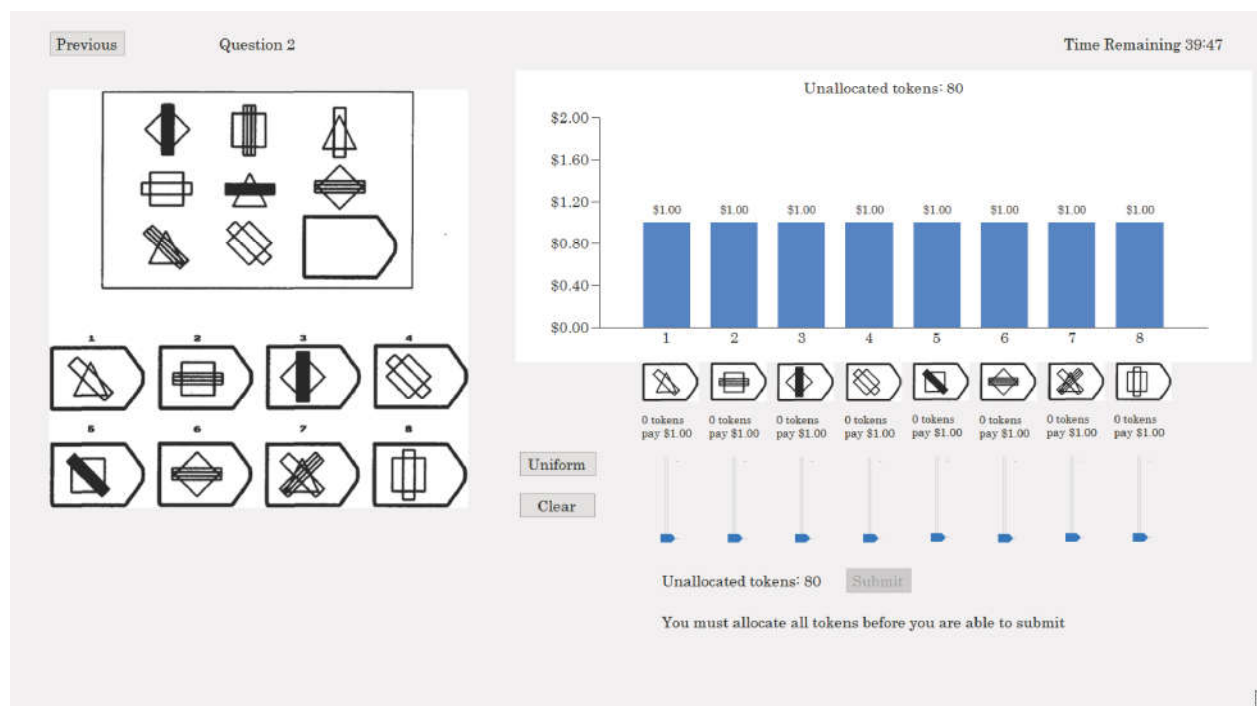 Previous
Question 2
Time Remaining 39:47
Unallocated tokens: 80
$2.00
$1.60
$1.20
$0.80
$0.40
$0.00
$1.00 $1.00 $1.00 $1.00 $1.00 $1.00 $1.00 $1.00
1 2 3 4 5 6 7 8
1 2 3 4
5 6 7 8
0 tokens 0 tokens 0 tokens 0 tokens 0 tokens 0 tokens 0 tokens 0 tokens
pay $1.00 pay $1.00 pay $1.00 pay $1.00 pay $1.00 pay $1.00 pay $1.00 pay $1.00
Uniform
Clear
Unallocated tokens: 80
Submit
You must allocate all tokens before you are able to submit